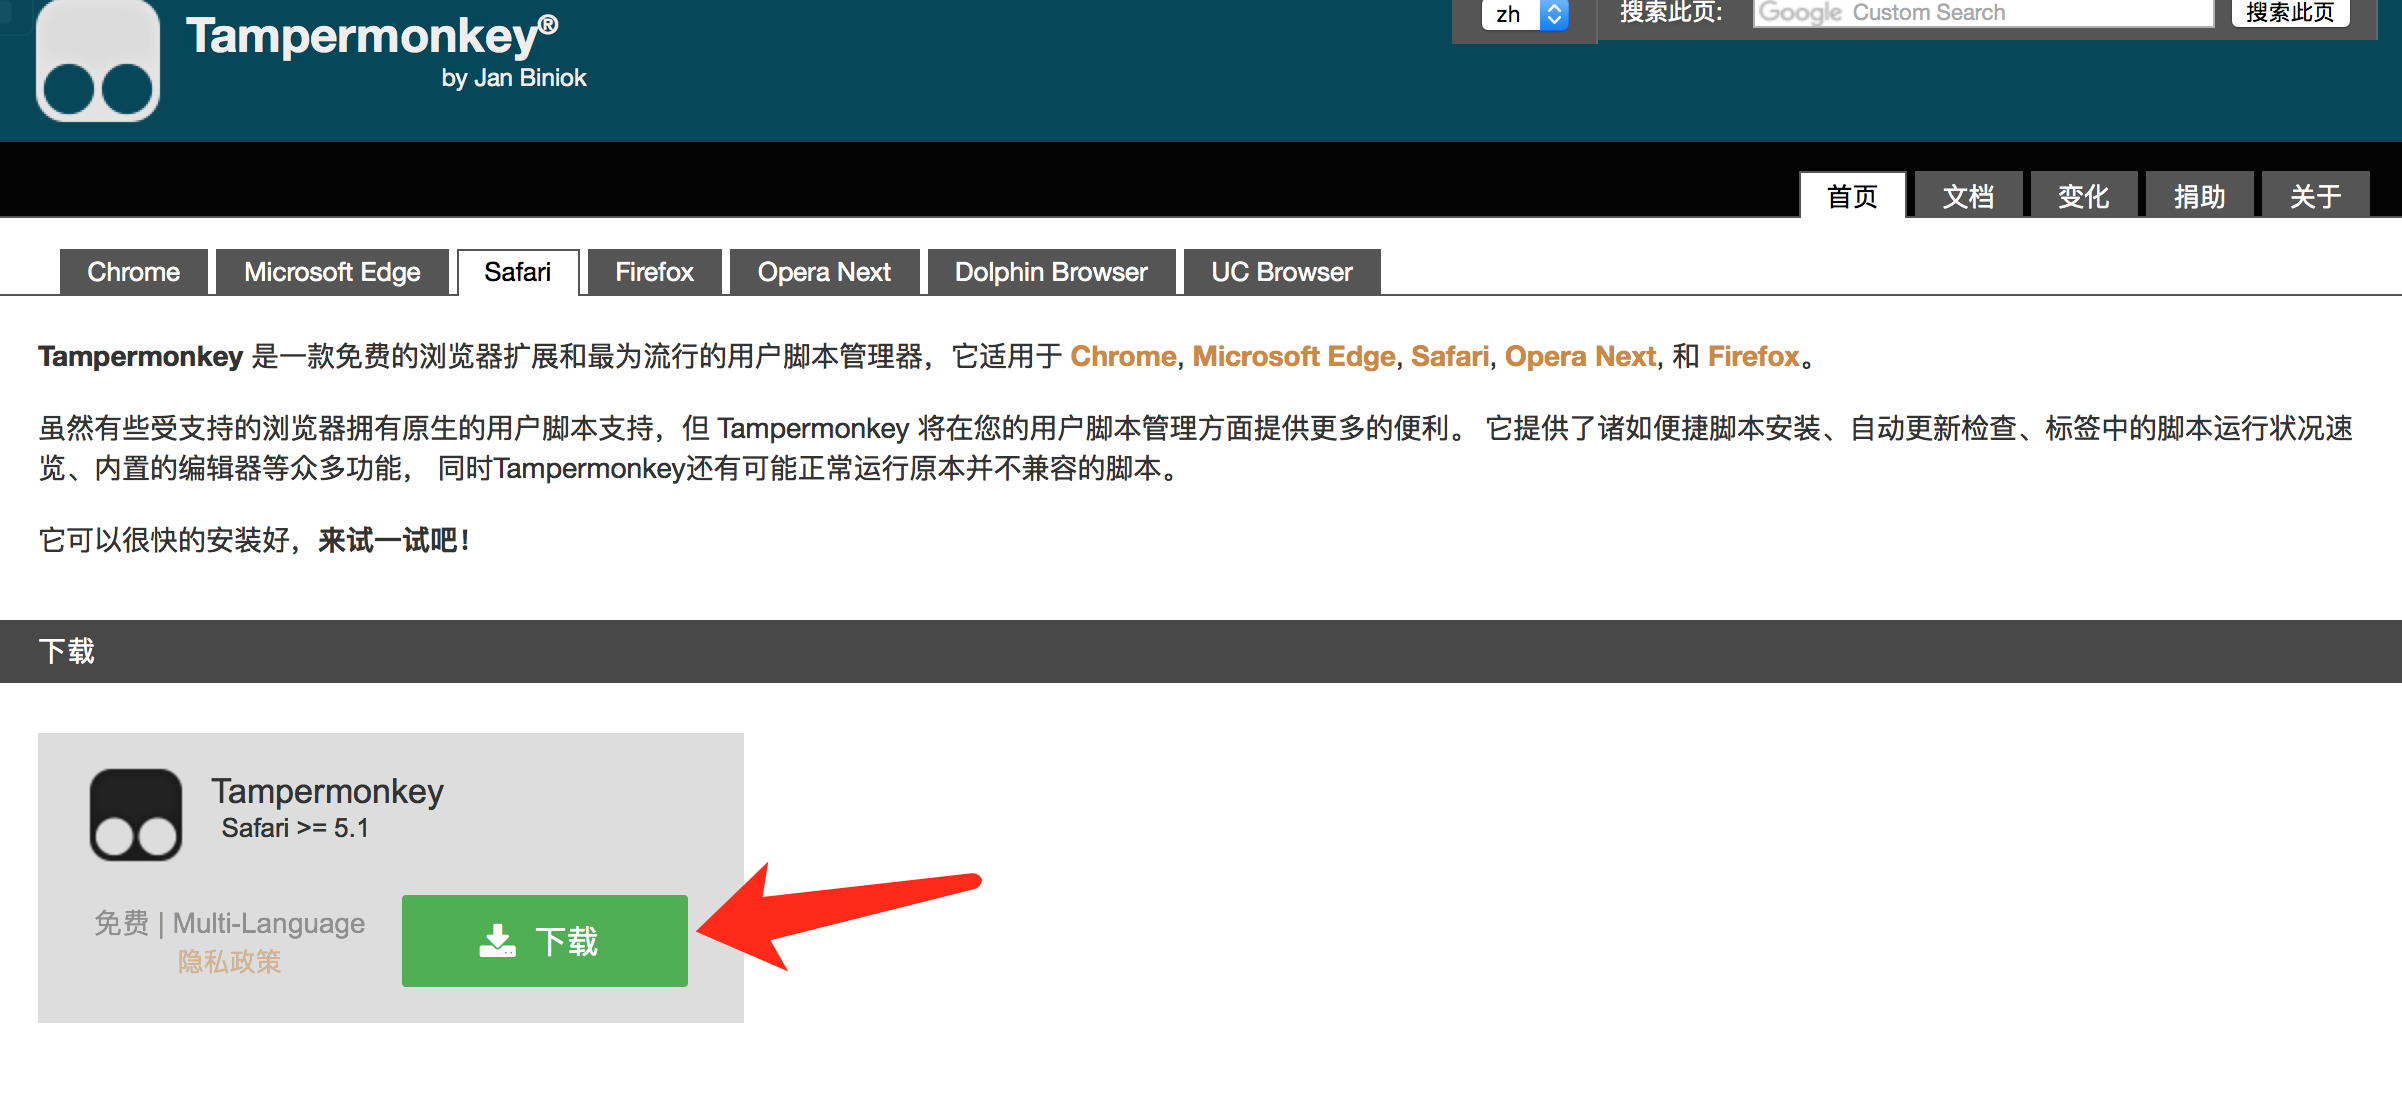 Tampermonkey®
by Jan Biniok
zh
搜索此页:
Google Custom Search
搜索此页
首页 文档 变化 捐助 关于
Chrome Microsoft Edge Safari Firefox Opera Next Dolphin Browser UC Browser
Tampermonkey 是一款免费的浏览器扩展和最为流行的用户脚本管理器，它适用于 Chrome, Microsoft Edge, Safari, Opera Next, 和 Firefox。
虽然有些受支持的浏览器拥有原生的用户脚本支持，但 Tampermonkey 将在您的用户脚本管理方面提供更多的便利。 它提供了诸如便捷脚本安装、自动更新检查、标签中的脚本运行状况速
览、内置的编辑器等众多功能， 同时Tampermonkey还有可能正常运行原本并不兼容的脚本。
它可以很快的安装好，来试一试吧！
下载
Tampermonkey
Safari >= 5.1
免费 | Multi-Language
隐私政策
下载